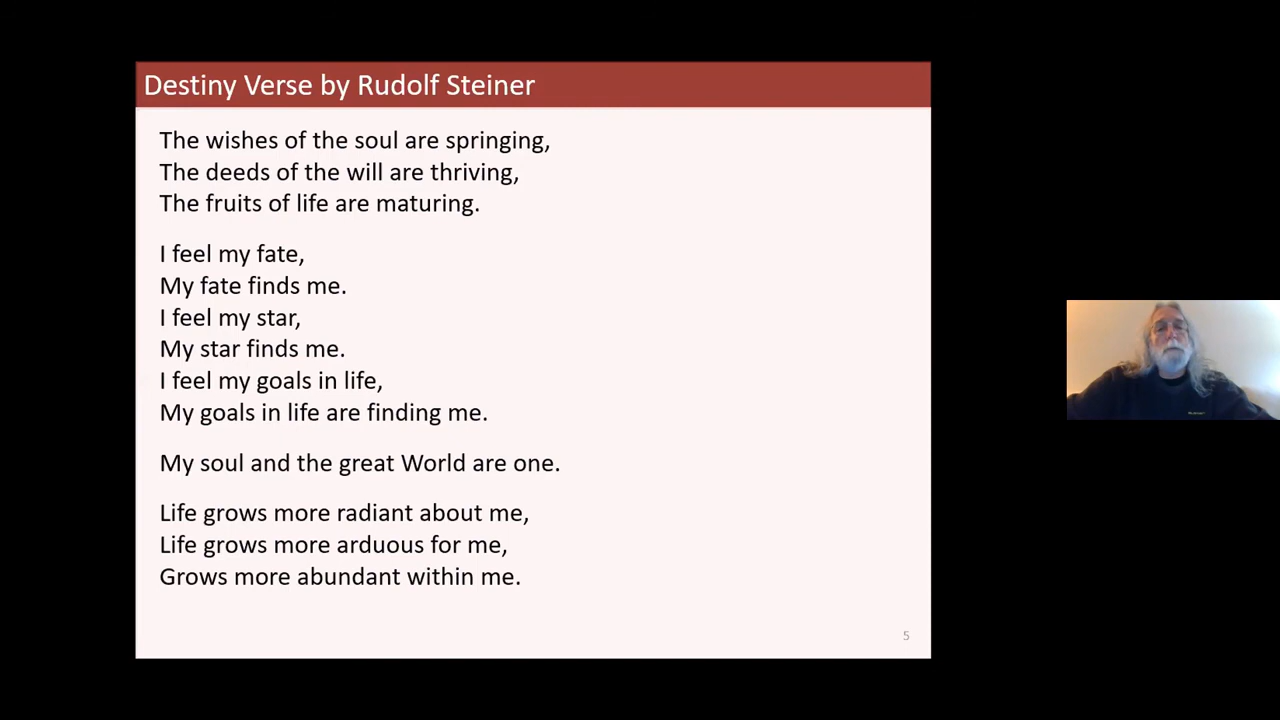 Destiny Verse by Rudolf Steiner
The wishes of the soul are springing,
The deeds of the will are thriving,
The fruits of life are maturing.
I feel my fate,
My fate finds me.
I feel my star,
My star finds me.
I feel my goals in life,
My goals in life are finding me.
My soul and the great World are one.
Life grows more radiant about me,
Life grows more arduous for me,
Grows more abundant within me.
5